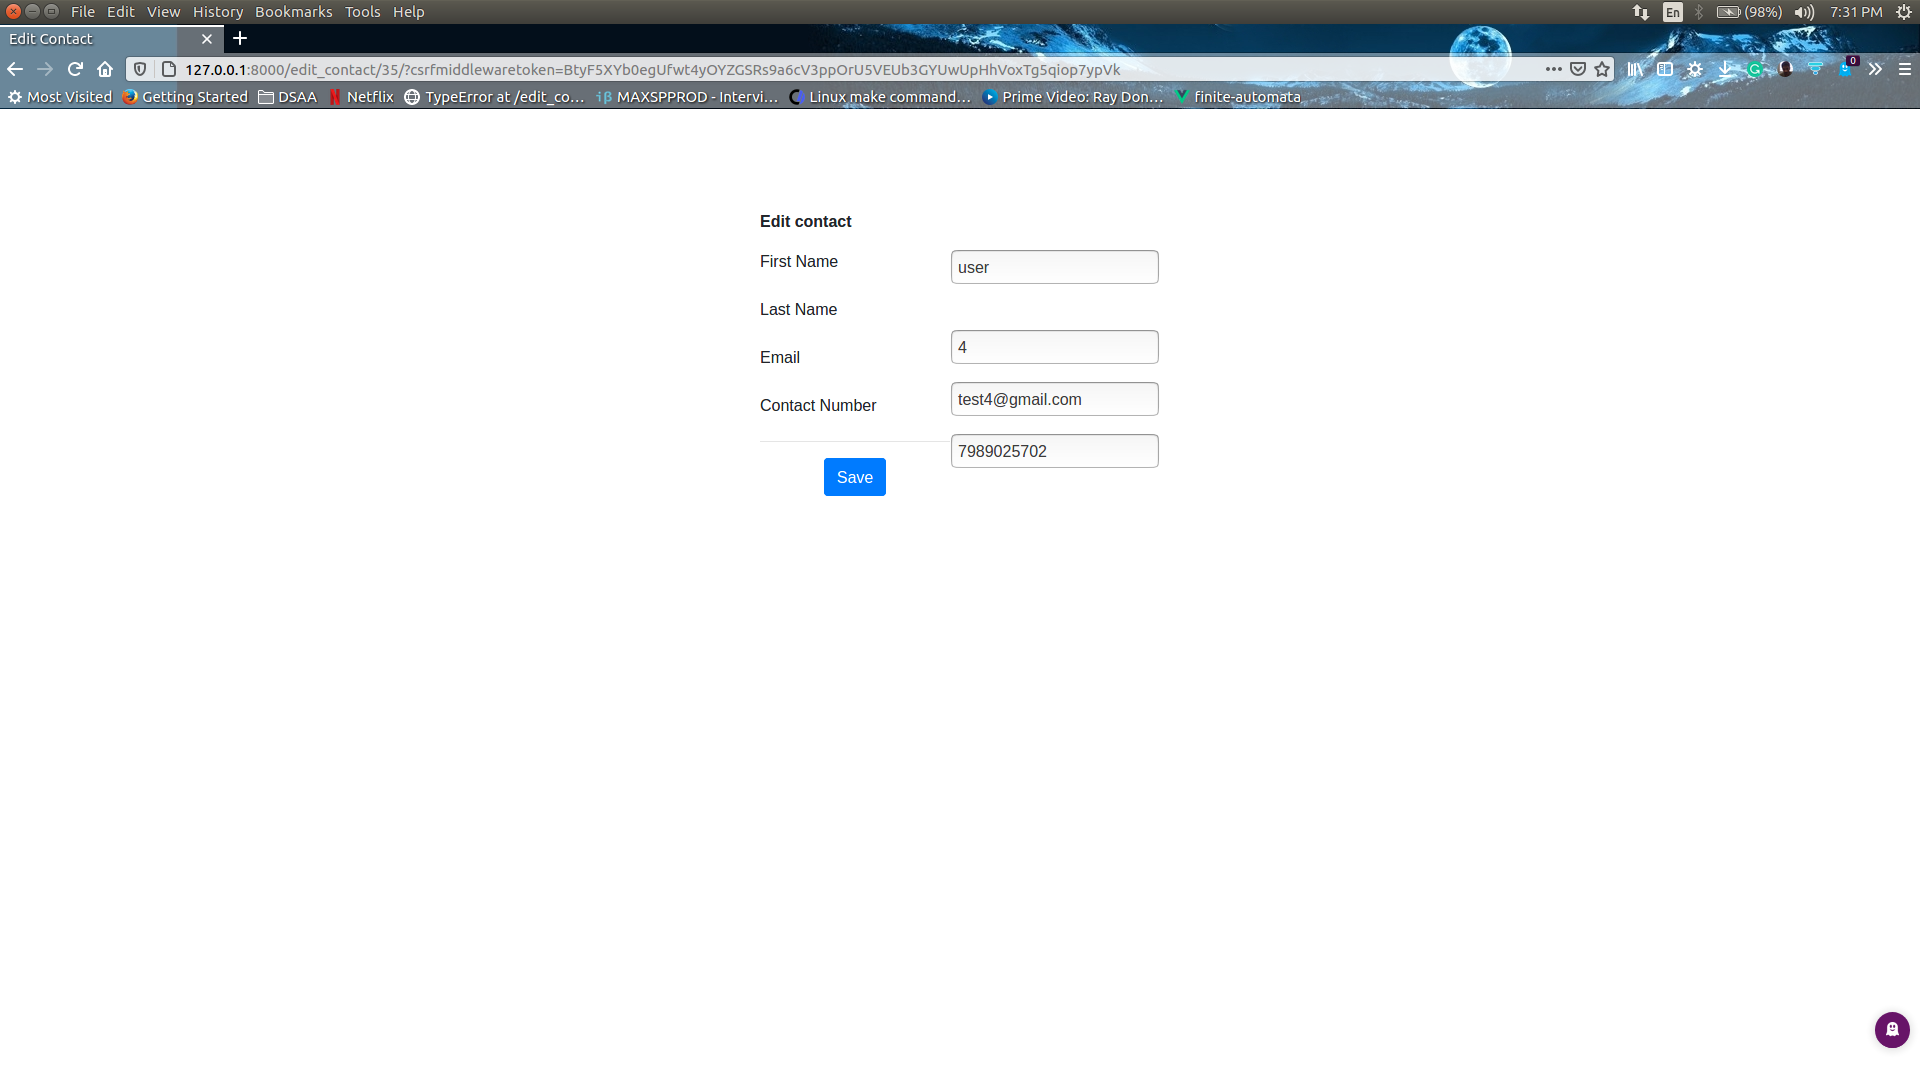 File Edit View History Bookmarks Tools Help En (98%) 7:31 PM
Edit Contact
127.0.0.1:8000/edit_contact/35/?csrfmiddlewaretoken=BtyF5XYb0egUfwt4yOYZGSRs9a6cV3ppOrU5VEUb3GYUwUpHhVoxTg5qiop7ypVk 0
Most Visited Getting Started DSAA Netflix TypeError at /edit_co... iβ MAXSPPROD - Intervi... Linux make command... Prime Video: Ray Don... finite-automata
Edit contact
First Name user
Last Name 4
Email test4@gmail.com
Contact Number 7989025702
Save